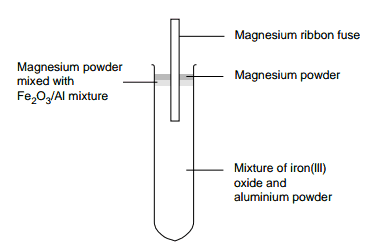 Magnesium ribbon fuse
Magnesium powder
mixed with
Fe₂O₃/Al mixture
Magnesium powder
Mixture of iron(III)
oxide and
aluminium powder